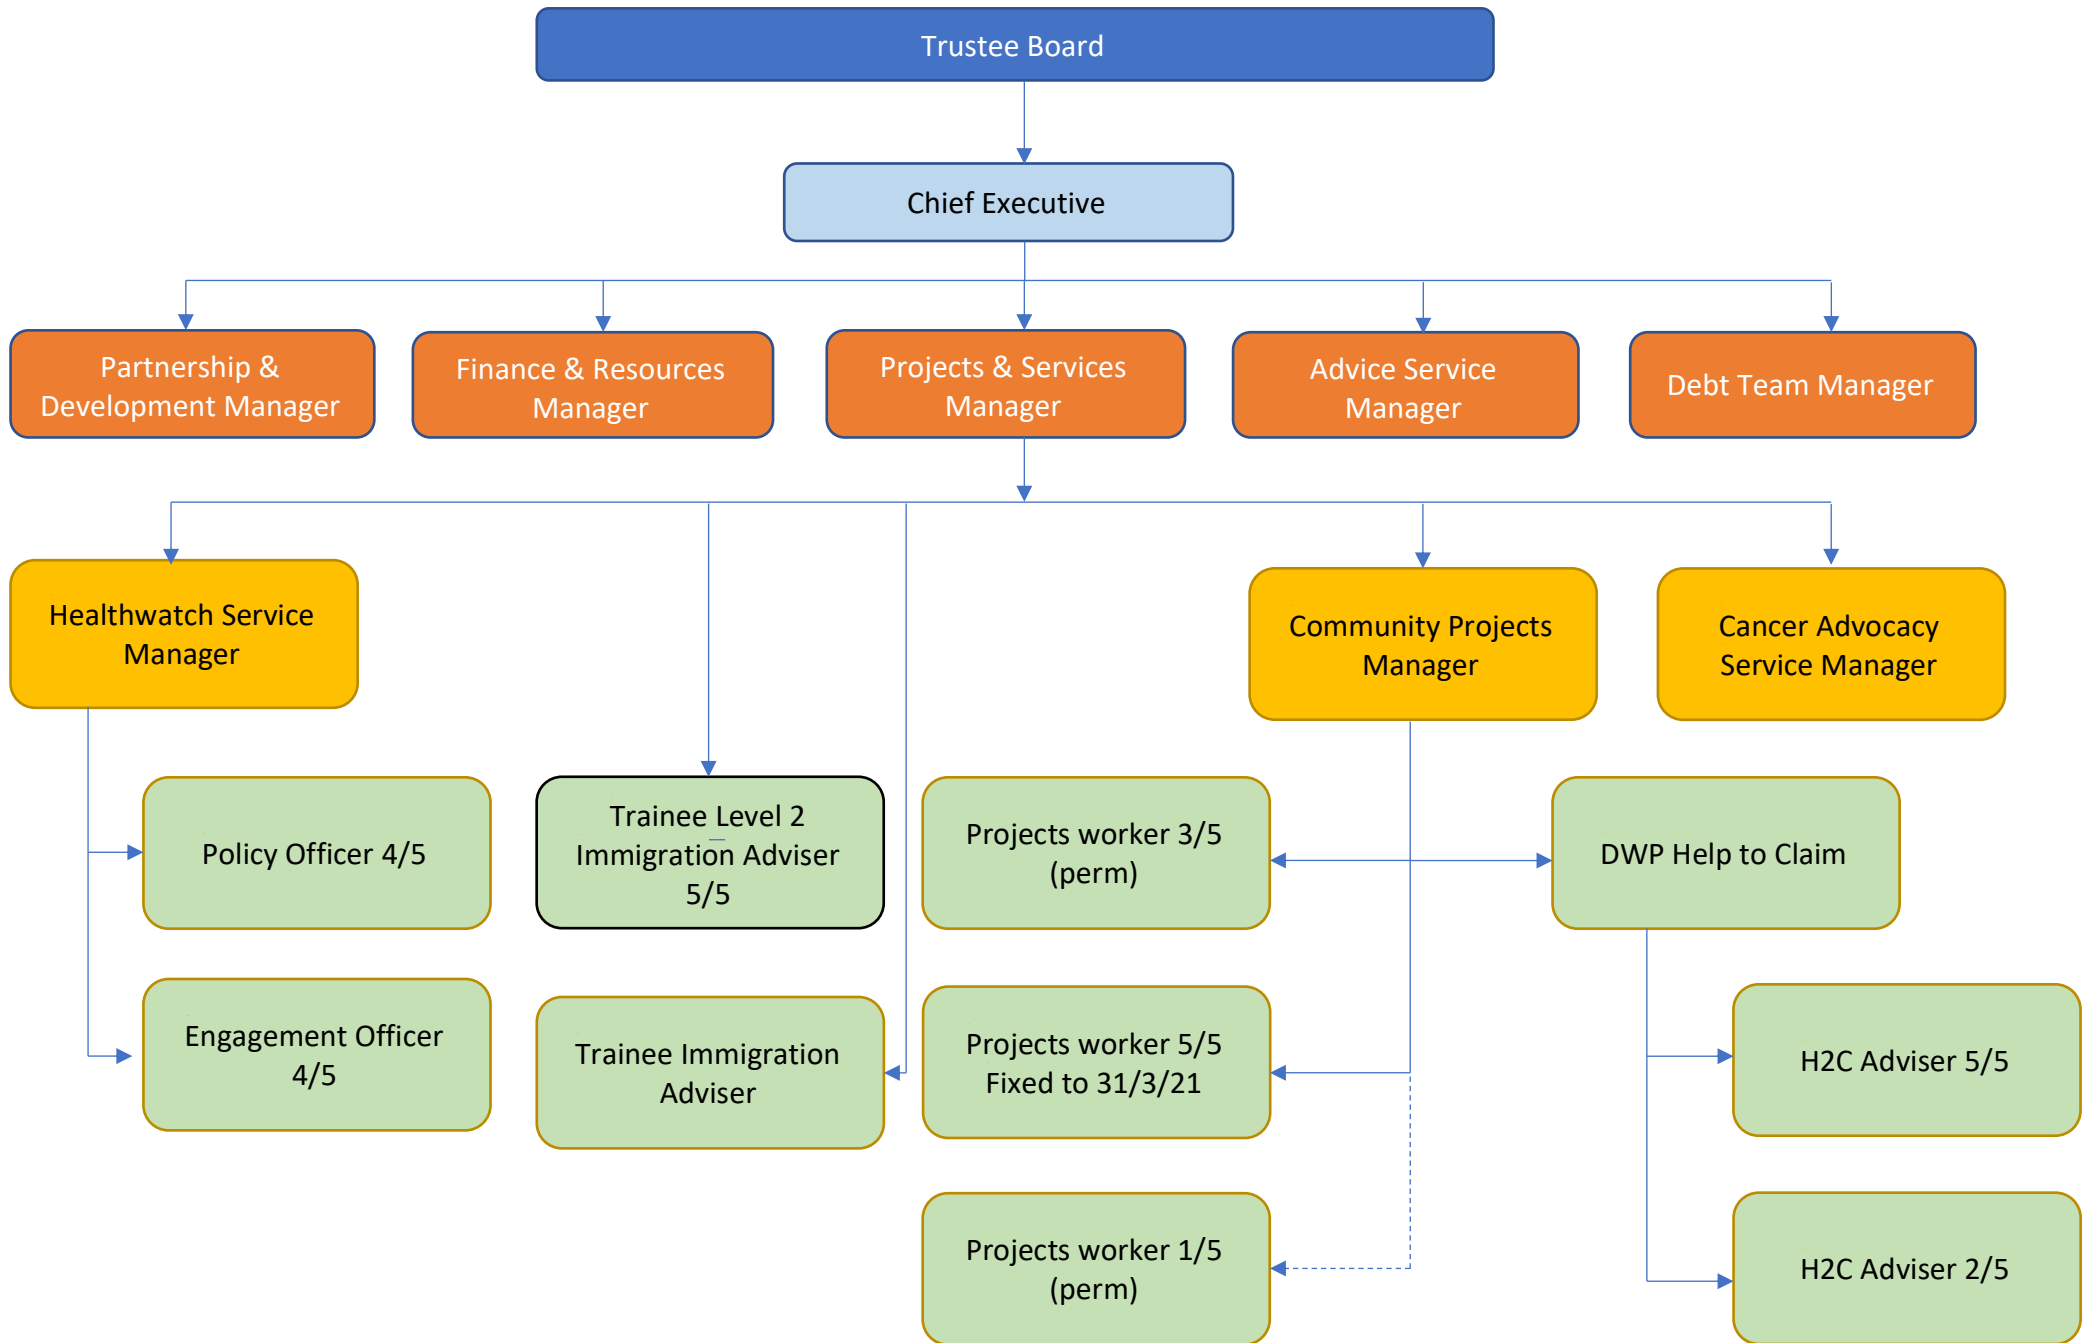 Trustee Board
Chief Executive
Partnership &
Development Manager
Finance & Resources
Manager
Projects & Services
Manager
Advice Service
Manager
Debt Team Manager
Healthwatch Service
Manager
Community Projects
Manager
Cancer Advocacy
Service Manager
Policy Officer 4/5
Trainee Level 2
Immigration Adviser
5/5
Projects worker 3/5
(perm)
DWP Help to Claim
Engagement Officer
4/5
Trainee Immigration
Adviser
Projects worker 5/5
Fixed to 31/3/21
H2C Adviser 5/5
Projects worker 1/5
(perm)
H2C Adviser 2/5